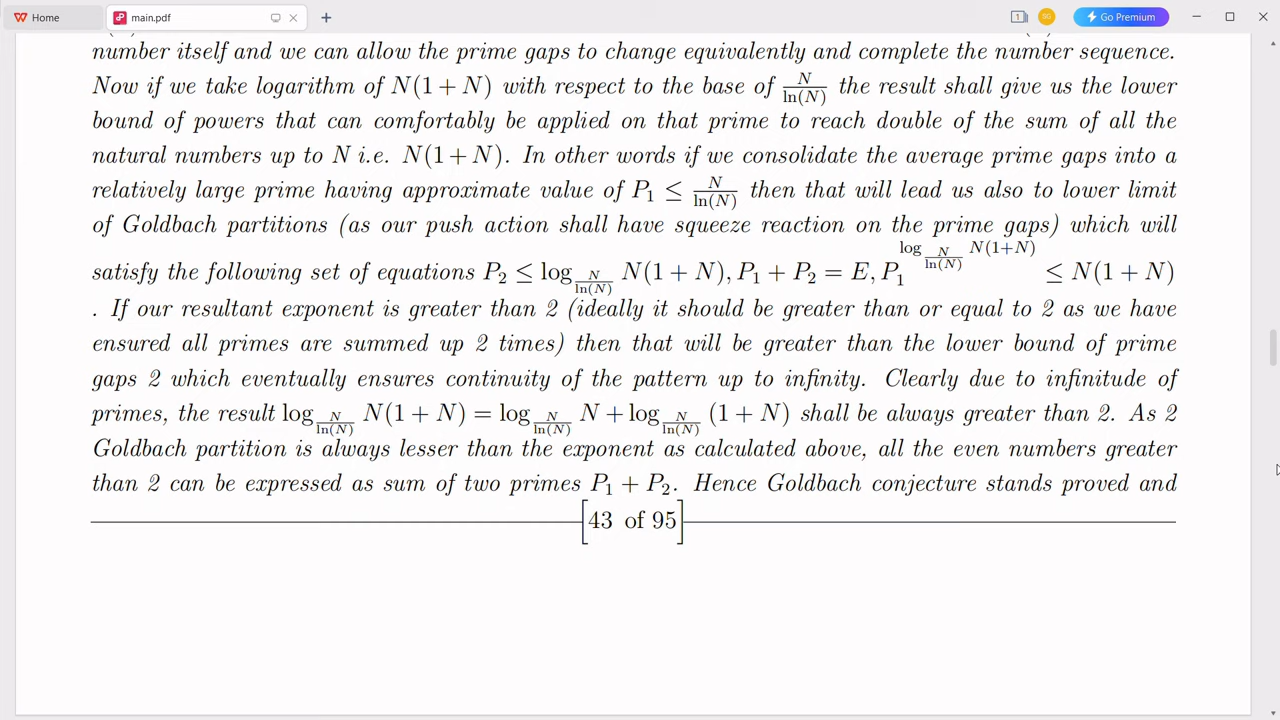 Home
main.pdf
1
SG
Go Premium
number itself and we can allow the prime gaps to change equivalently and complete the number sequence.
Now if we take logarithm of N(1 + N) with respect to the base of N/ln(N) the result shall give us the lower
bound of powers that can comfortably be applied on that prime to reach double of the sum of all the
natural numbers up to N i.e. N(1 + N). In other words if we consolidate the average prime gaps into a
relatively large prime having approximate value of P₁ ≤ N/ln(N) then that will lead us also to lower limit
of Goldbach partitions (as our push action shall have squeeze reaction on the prime gaps) which will
satisfy the following set of equations P₂ ≤ log_{N/ln(N)} N(1 + N), P₁ + P₂ = E, P₁^{log_{N/ln(N)} N(1+N)} ≤ N(1 + N)
. If our resultant exponent is greater than 2 (ideally it should be greater than or equal to 2 as we have
ensured all primes are summed up 2 times) then that will be greater than the lower bound of prime
gaps 2 which eventually ensures continuity of the pattern up to infinity. Clearly due to infinitude of
primes, the result log_{N/ln(N)} N(1 + N) = log_{N/ln(N)} N + log_{N/ln(N)} (1 + N) shall be always greater than 2. As 2
Goldbach partition is always lesser than the exponent as calculated above, all the even numbers greater
than 2 can be expressed as sum of two primes P₁ + P₂. Hence Goldbach conjecture stands proved and
[43 of 95]